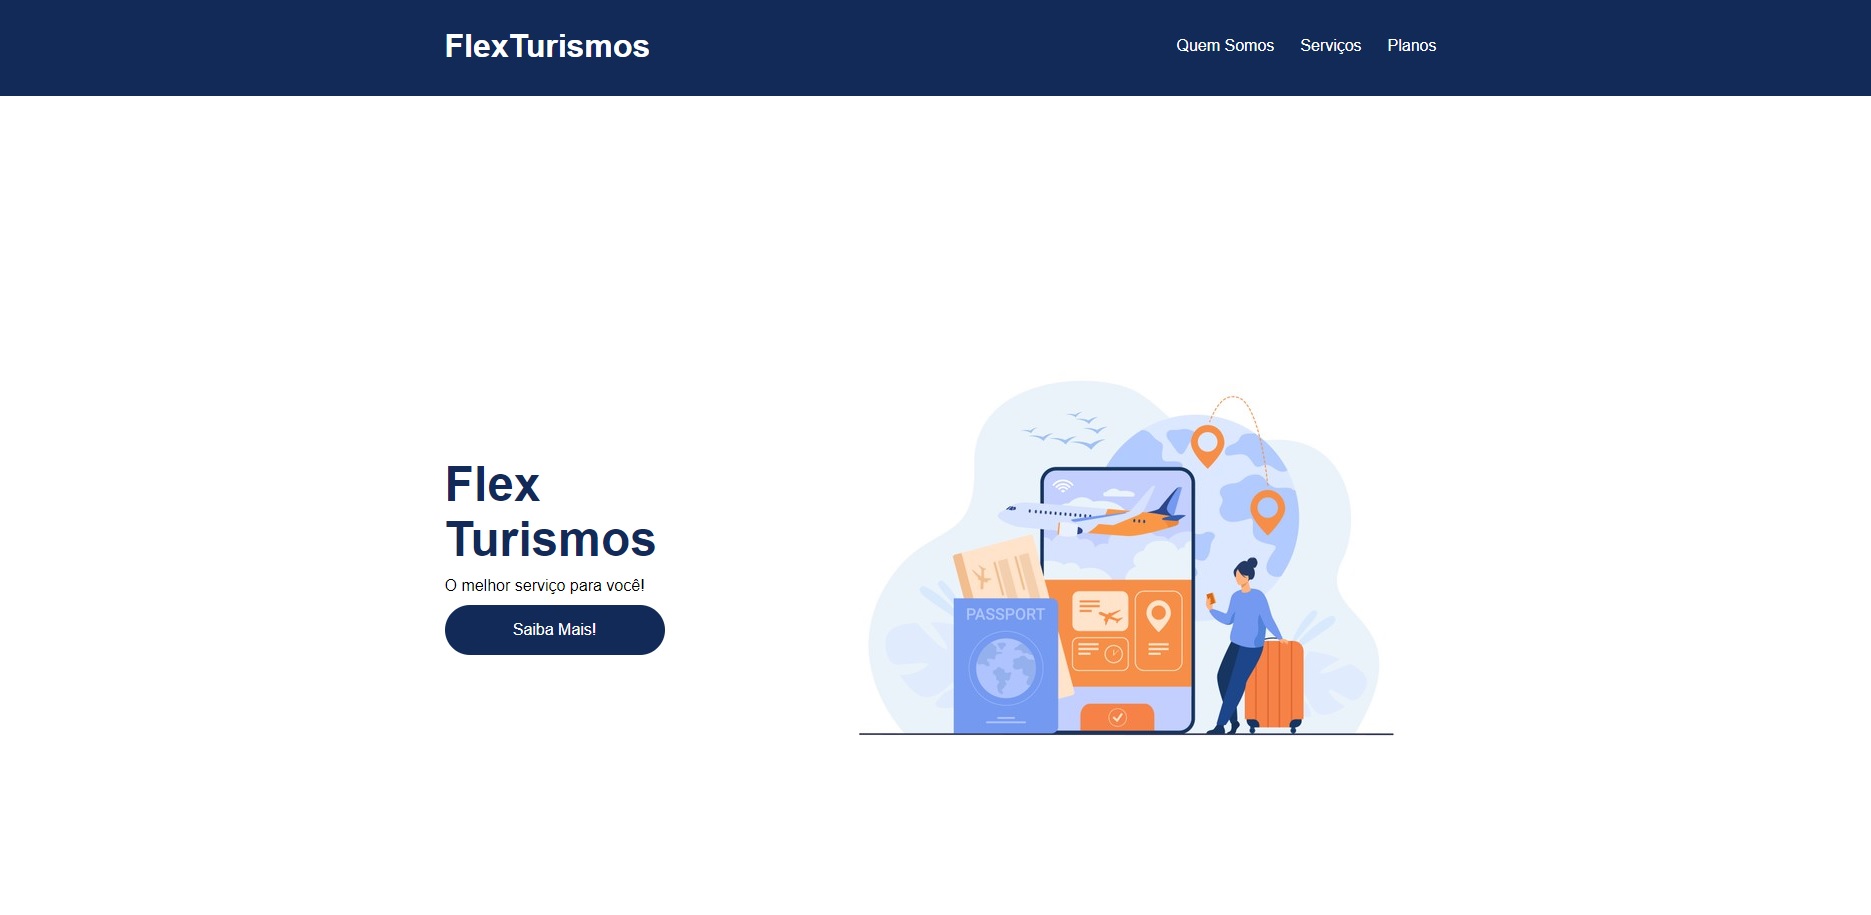 FlexTurismos
Quem Somos Serviços Planos
Flex
Turismos
O melhor serviço para você!
Saiba Mais!
PASSPORT